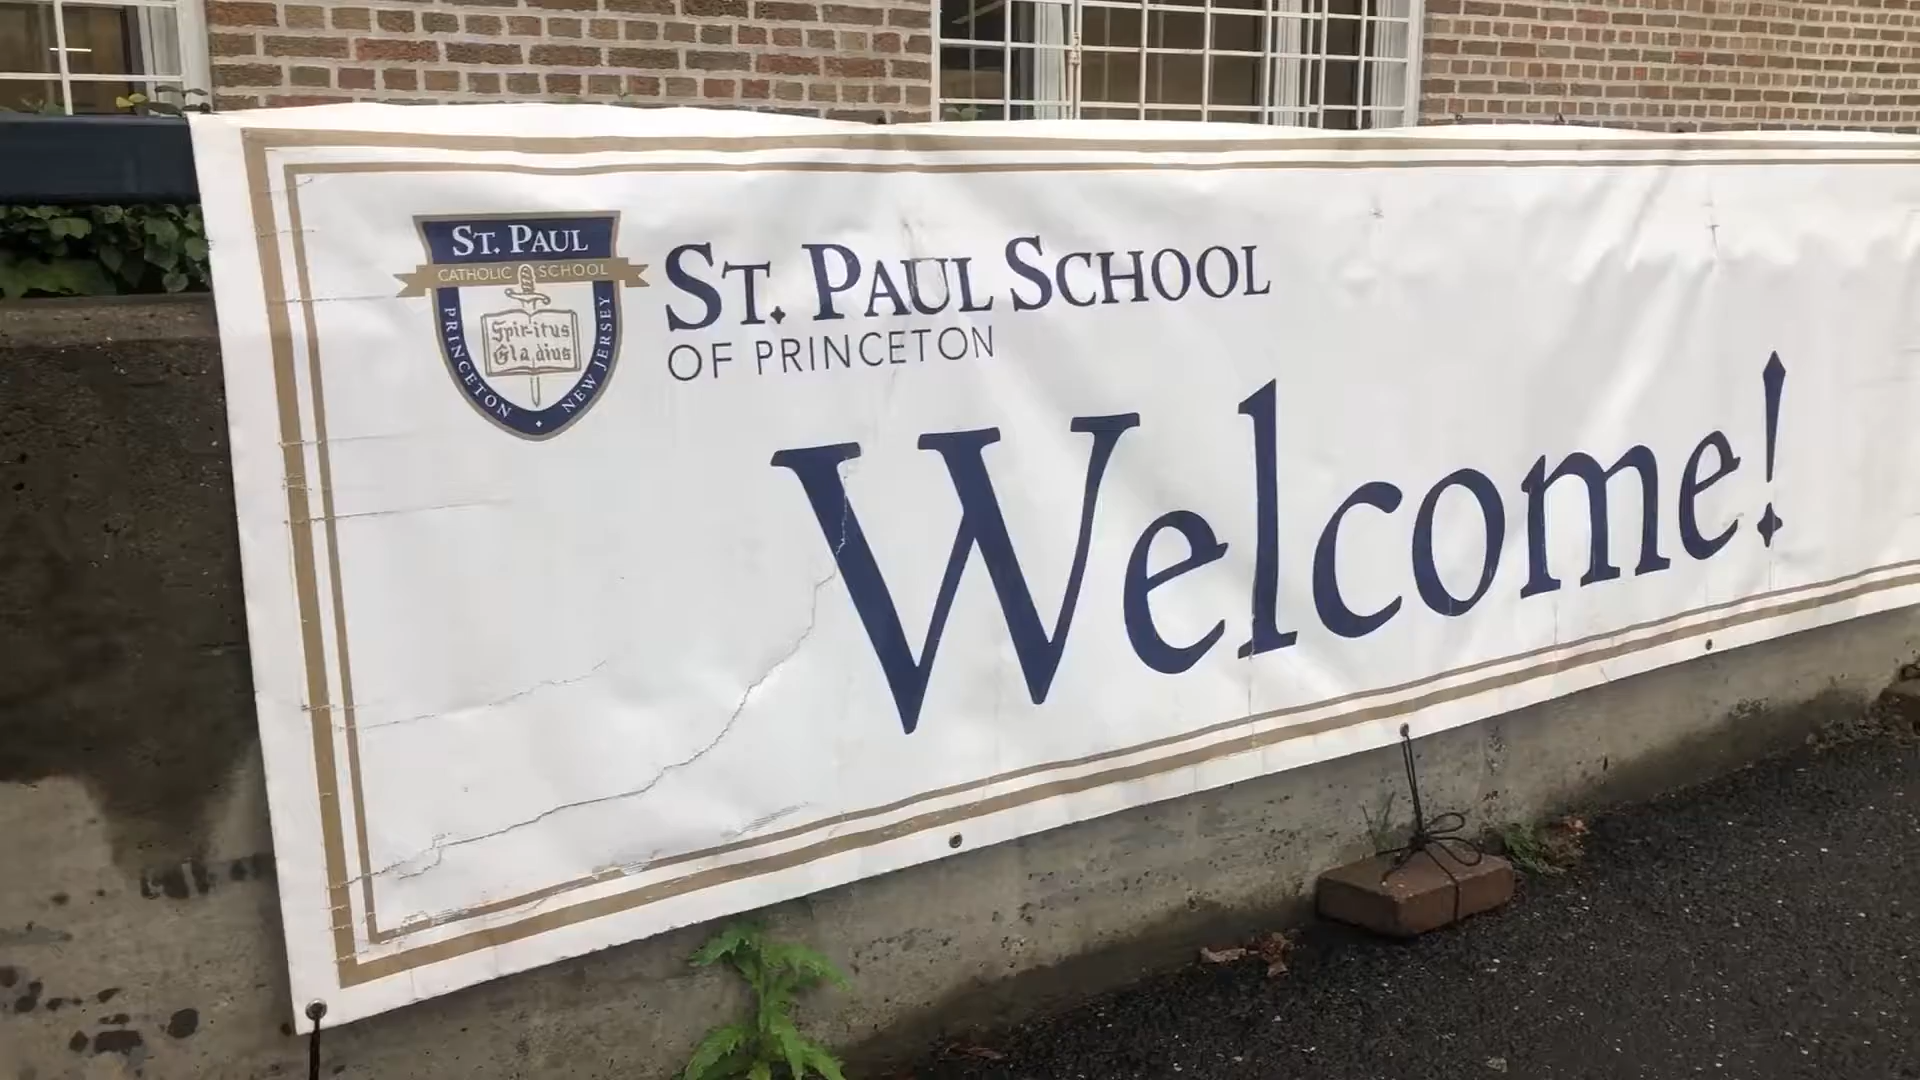 ST. PAUL
CATHOLIC SCHOOL
PRINCETON NEW JERSEY
Spir-itus
Gla dius
ST. PAUL SCHOOL
OF PRINCETON
Welcome!